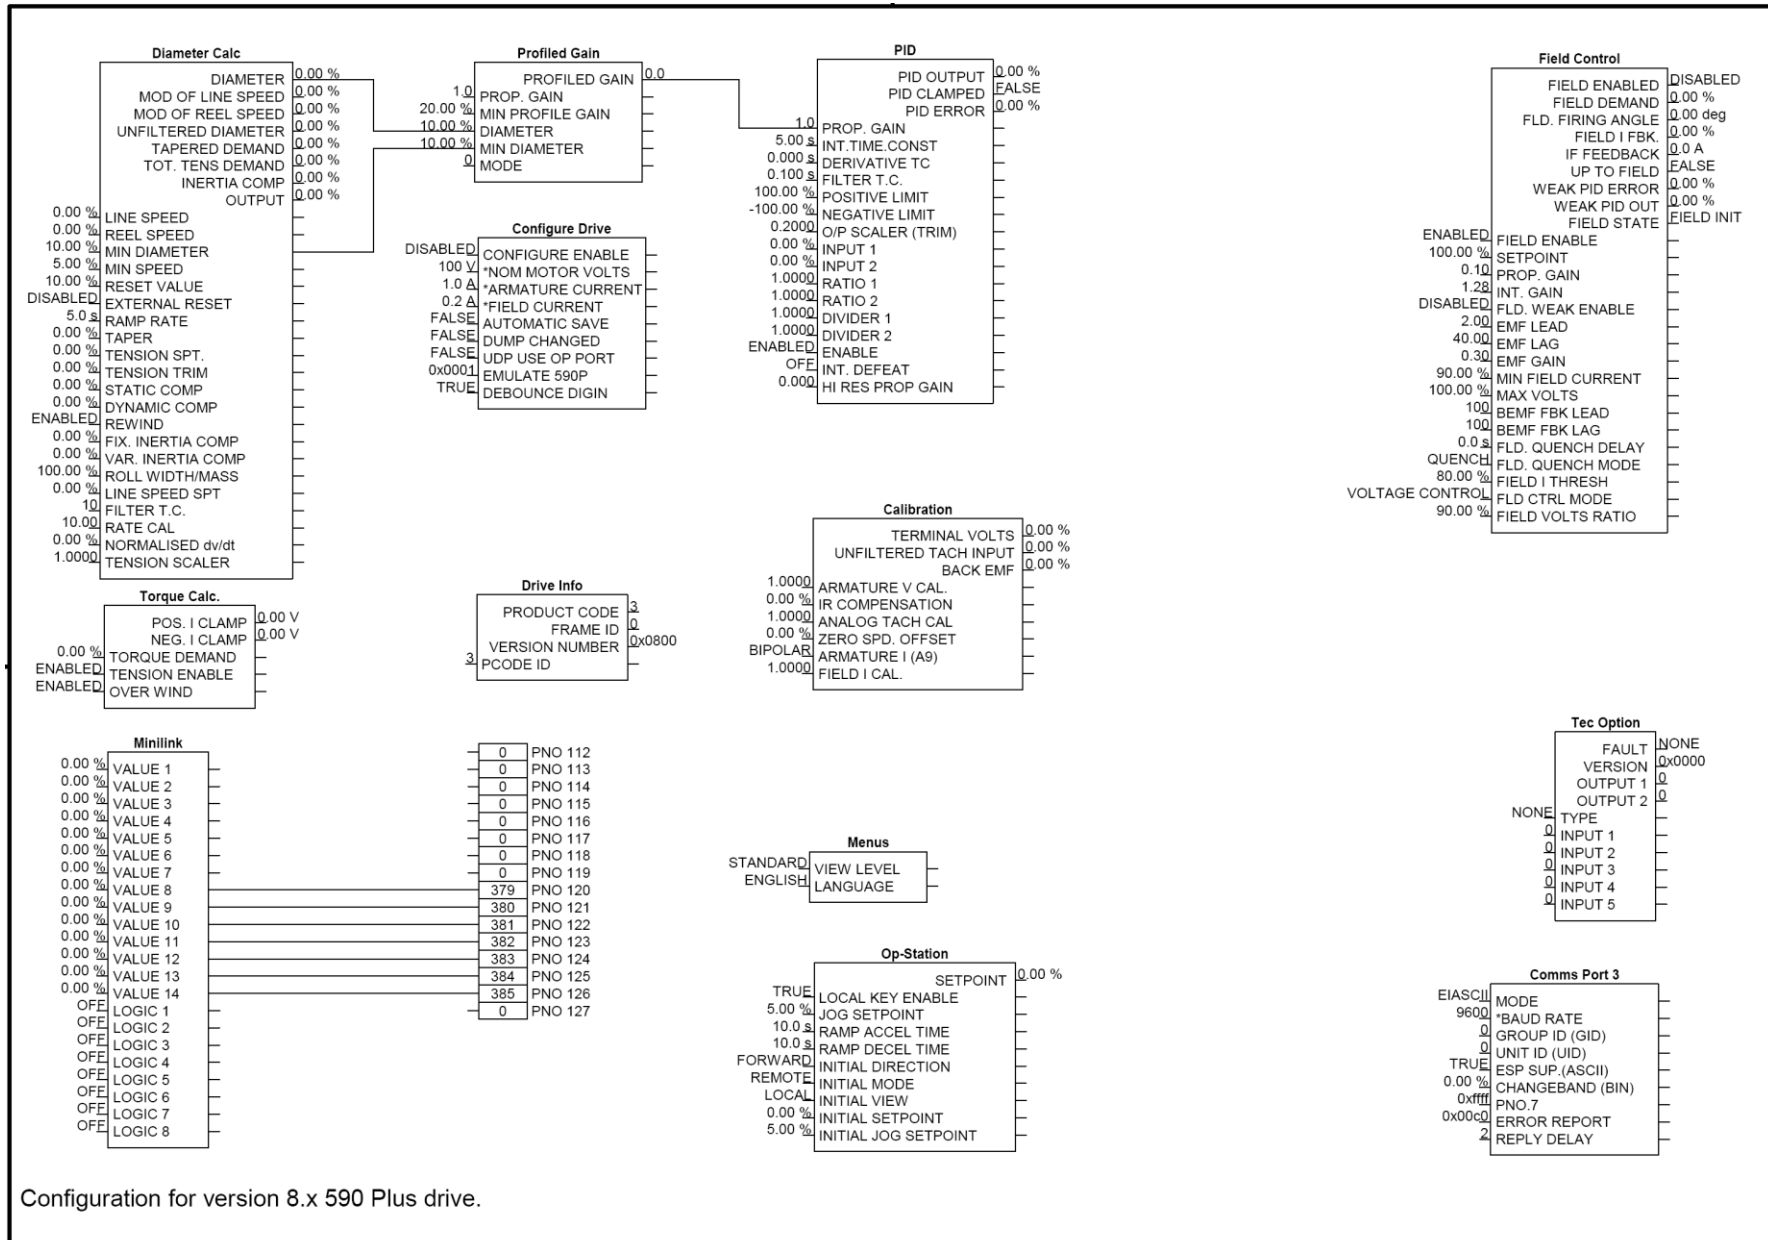 Diameter Calc
DIAMETER 0.00 %
MOD OF LINE SPEED 0.00 %
MOD OF REEL SPEED 0.00 %
UNFILTERED DIAMETER 0.00 %
TAPERED DEMAND 0.00 %
TOT. TENS DEMAND 0.00 %
INERTIA COMP 0.00 %
OUTPUT 0.00 %
0.00 % LINE SPEED
0.00 % REEL SPEED
10.00 % MIN DIAMETER
5.00 % MIN SPEED
10.00 % RESET VALUE
DISABLED EXTERNAL RESET
5.0 s RAMP RATE
0.00 % TAPER
0.00 % TENSION SPT.
0.00 % TENSION TRIM
0.00 % STATIC COMP
0.00 % DYNAMIC COMP
ENABLED REWIND
0.00 % FIX. INERTIA COMP
0.00 % VAR. INERTIA COMP
100.00 % ROLL WIDTH/MASS
0.00 % LINE SPEED SPT
10 FILTER T.C.
10.00 RATE CAL
0.00 % NORMALISED dv/dt
1.0000 TENSION SCALER
Profiled Gain
PROFILED GAIN 0.0
1.0 PROP. GAIN
20.00 % MIN PROFILE GAIN
10.00 % DIAMETER
10.00 % MIN DIAMETER
0 MODE
Configure Drive
DISABLED CONFIGURE ENABLE
100 V *NOM MOTOR VOLTS
1.0 A *ARMATURE CURRENT
0.2 A *FIELD CURRENT
FALSE AUTOMATIC SAVE
FALSE DUMP CHANGED
FALSE UDP USE OP PORT
0x0001 EMULATE 590P
TRUE DEBOUNCE DIGIN
PID
PID OUTPUT 0.00 %
PID CLAMPED FALSE
PID ERROR 0.00 %
1.0 PROP. GAIN
5.00 s INT.TIME.CONST
0.000 s DERIVATIVE TC
0.100 s FILTER T.C.
100.00 % POSITIVE LIMIT
-100.00 % NEGATIVE LIMIT
0.2000 O/P SCALER (TRIM)
0.00 % INPUT 1
0.00 % INPUT 2
1.0000 RATIO 1
1.0000 RATIO 2
1.0000 DIVIDER 1
1.0000 DIVIDER 2
ENABLED ENABLE
OFF INT. DEFEAT
0.000 HI RES PROP GAIN
Field Control
FIELD ENABLED DISABLED
FIELD DEMAND 0.00 %
FLD. FIRING ANGLE 0.00 deg
FIELD I FBK. 0.00 %
IF FEEDBACK 0.0 A
UP TO FIELD FALSE
WEAK PID ERROR 0.00 %
WEAK PID OUT 0.00 %
FIELD STATE FIELD INIT
ENABLED FIELD ENABLE
100.00 % SETPOINT
0.10 PROP. GAIN
1.28 INT. GAIN
DISABLED FLD. WEAK ENABLE
2.00 EMF LEAD
40.00 EMF LAG
0.30 EMF GAIN
90.00 % MIN FIELD CURRENT
100.00 % MAX VOLTS
100 BEMF FBK LEAD
100 BEMF FBK LAG
0.0 s FLD. QUENCH DELAY
QUENCH FLD. QUENCH MODE
80.00 % FIELD I THRESH
VOLTAGE CONTROL FLD CTRL MODE
90.00 % FIELD VOLTS RATIO
Calibration
TERMINAL VOLTS 0.00 %
UNFILTERED TACH INPUT 0.00 %
BACK EMF 0.00 %
1.0000 ARMATURE V CAL.
0.00 % IR COMPENSATION
1.0000 ANALOG TACH CAL
0.00 % ZERO SPD. OFFSET
BIPOLAR ARMATURE I (A9)
1.0000 FIELD I CAL.
Torque Calc.
POS. I CLAMP 0.00 V
NEG. I CLAMP 0.00 V
0.00 % TORQUE DEMAND
ENABLED TENSION ENABLE
ENABLED OVER WIND
Drive Info
PRODUCT CODE 3
FRAME ID 0
VERSION NUMBER 0x0800
3 PCODE ID
Minilink
0.00 % VALUE 1
0.00 % VALUE 2
0.00 % VALUE 3
0.00 % VALUE 4
0.00 % VALUE 5
0.00 % VALUE 6
0.00 % VALUE 7
0.00 % VALUE 8
0.00 % VALUE 9
0.00 % VALUE 10
0.00 % VALUE 11
0.00 % VALUE 12
0.00 % VALUE 13
0.00 % VALUE 14
OFF LOGIC 1
OFF LOGIC 2
OFF LOGIC 3
OFF LOGIC 4
OFF LOGIC 5
OFF LOGIC 6
OFF LOGIC 7
OFF LOGIC 8
0 PNO 112
0 PNO 113
0 PNO 114
0 PNO 115
0 PNO 116
0 PNO 117
0 PNO 118
0 PNO 119
379 PNO 120
380 PNO 121
381 PNO 122
382 PNO 123
383 PNO 124
384 PNO 125
385 PNO 126
0 PNO 127
Menus
STANDARD VIEW LEVEL
ENGLISH LANGUAGE
Op-Station
SETPOINT 0.00 %
TRUE LOCAL KEY ENABLE
5.00 % JOG SETPOINT
10.0 s RAMP ACCEL TIME
10.0 s RAMP DECEL TIME
FORWARD INITIAL DIRECTION
REMOTE INITIAL MODE
LOCAL INITIAL VIEW
0.00 % INITIAL SETPOINT
5.00 % INITIAL JOG SETPOINT
Tec Option
FAULT NONE
VERSION 0x0000
OUTPUT 1 0
OUTPUT 2 0
NONE TYPE
0 INPUT 1
0 INPUT 2
0 INPUT 3
0 INPUT 4
0 INPUT 5
Comms Port 3
EIASCII MODE
9600 *BAUD RATE
0 GROUP ID (GID)
0 UNIT ID (UID)
TRUE ESP SUP.(ASCII)
0.00 % CHANGEBAND (BIN)
0xffff PNO.7
0x00c0 ERROR REPORT
2 REPLY DELAY
Configuration for version 8.x 590 Plus drive.